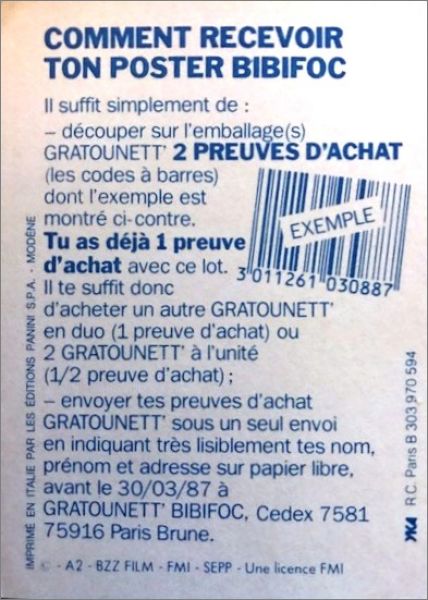 COMMENT RECEVOIR
TON POSTER BIBIFOC
Il suffit simplement de :
– découper sur l'emballage(s)
GRATOUNETT' 2 PREUVES D'ACHAT
(les codes à barres)
dont l'exemple est
montré ci-contre.
Tu as déjà 1 preuve
d'achat avec ce lot.
Il te suffit donc
d'acheter un autre GRATOUNETT'
en duo (1 preuve d'achat) ou
2 GRATOUNETT' à l'unité
(1/2 preuve d'achat) ;
– envoyer tes preuves d'achat
GRATOUNETT' sous un seul envoi
en indiquant très lisiblement tes nom,
prénom et adresse sur papier libre,
avant le 30/03/87 à
GRATOUNETT' BIBIFOC, Cedex 7581
75916 Paris Brune.
EXEMPLE
3 011261 030887
IMPRIMÉ EN ITALIE PAR LES ÉDITIONS PANINI S.P.A. - MODÈNE
R.C. Paris B 303 970 594
© - A2 - BZZ FILM - FMI - SEPP - Une licence FMI